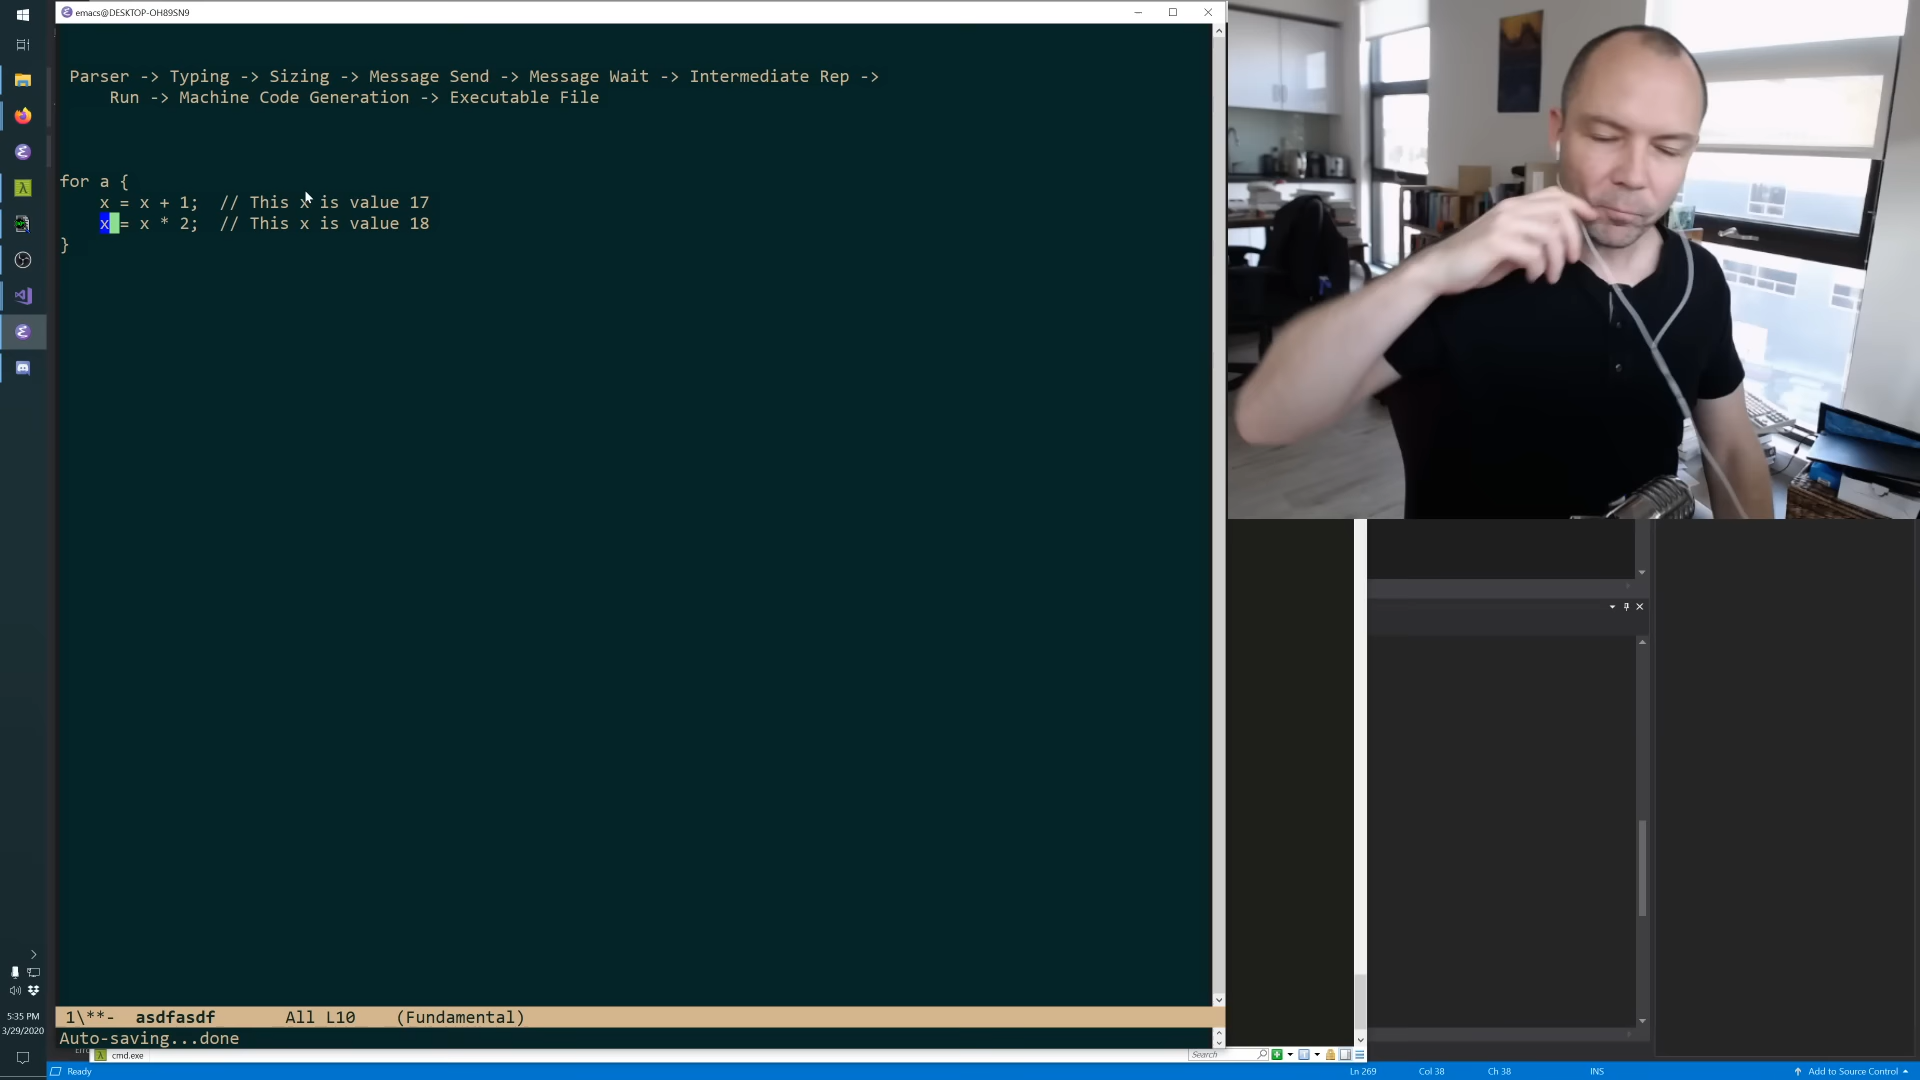 emacs@DESKTOP-OH89SN9
Parser -> Typing -> Sizing -> Message Send -> Message Wait -> Intermediate Rep ->
Run -> Machine Code Generation -> Executable File
for a {
x = x + 1;  // This x is value 17
x = x * 2;  // This x is value 18
}
1\**-  asdfasdf       All L10    (Fundamental)
Auto-saving...done
cmd.exe
Search
Ready
Ln 269
Col 38
Ch 38
INS
Add to Source Control
5:35 PM
3/29/2020